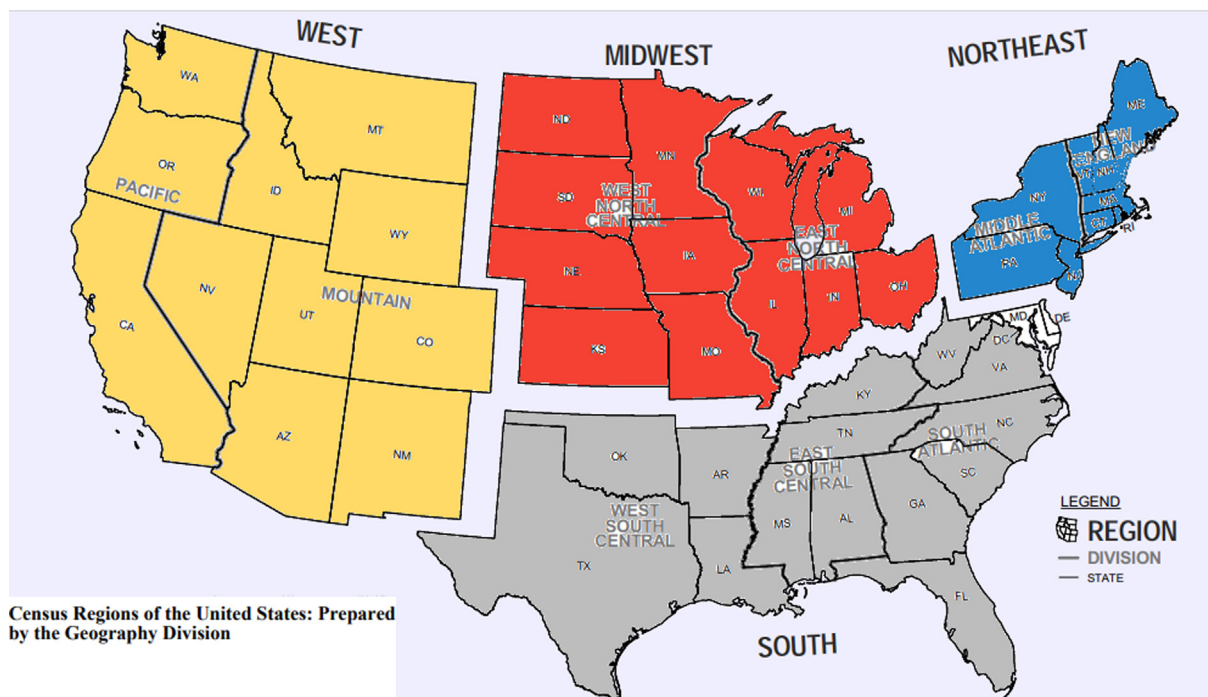 WEST
MIDWEST
NORTHEAST
WA
MT
OR
ID
PACIFIC
WY
NV
UT
MOUNTAIN
CA
CO
AZ
NM
ND
MN
SD
WEST
NORTH
CENTRAL
WI
MI
EAST
NORTH
CENTRAL
IA
NE
IL
IN
OH
KS
MO
ME
NEW
ENGLAND
VT
NH
NY
MA
MIDDLE
ATLANTIC
CT
RI
PA
NJ
MD
DE
DC
WV
VA
KY
TN
NC
SOUTH
ATLANTIC
EAST
SOUTH
CENTRAL
SC
OK
AR
GA
MS
AL
WEST
SOUTH
CENTRAL
TX
LA
FL
SOUTH
LEGEND
REGION
DIVISION
STATE
Census Regions of the United States: Prepared
by the Geography Division